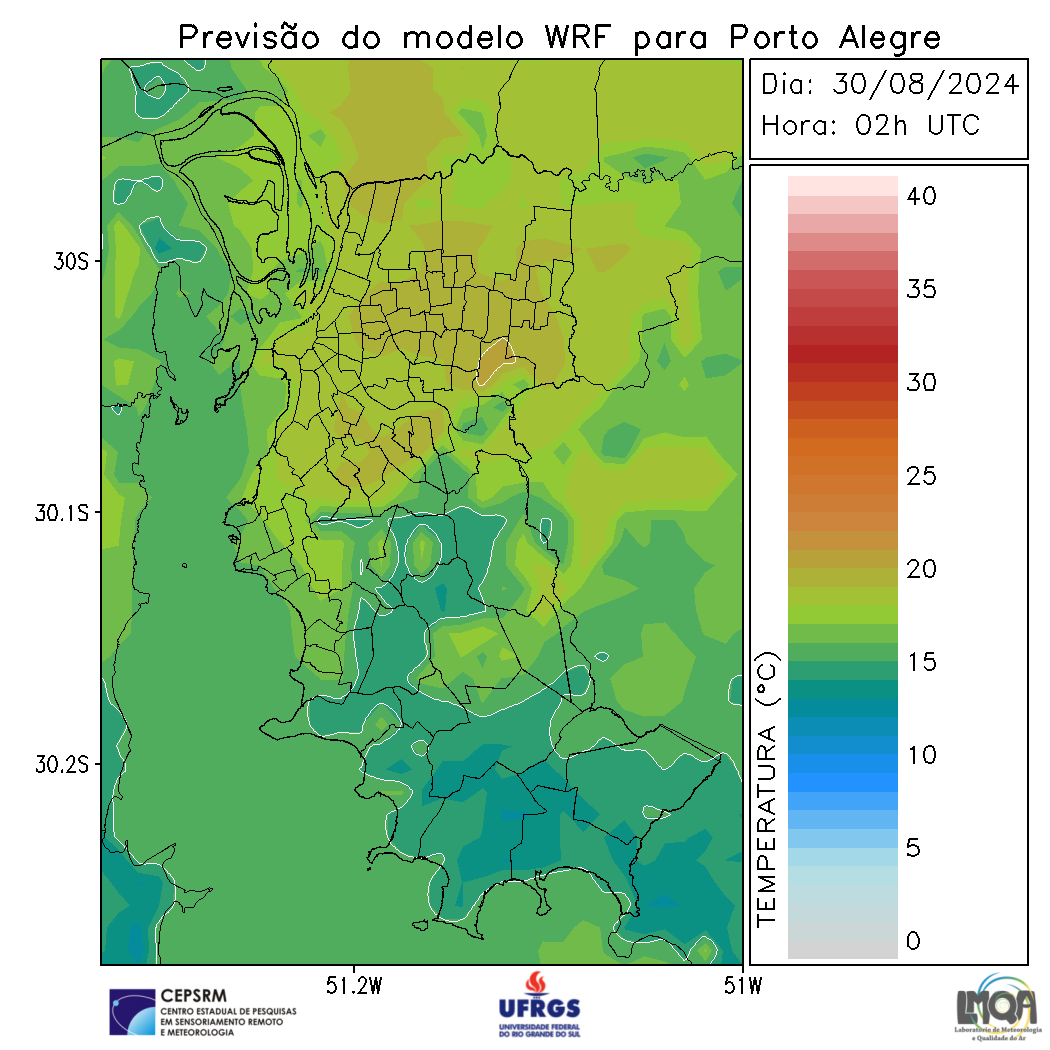 Previsão do modelo WRF para Porto Alegre
Dia: 30/08/2024
Hora: 02h UTC
40
35
30
25
20
15
10
5
0
TEMPERATURA (°C)
30S
30.1S
30.2S
51.2W
51W
CEPSRM
CENTRO ESTADUAL DE PESQUISAS
EM SENSORIAMENTO REMOTO
E METEOROLOGIA
UFRGS
UNIVERSIDADE FEDERAL
DO RIO GRANDE DO SUL
LMQA
Laboratório de Meteorologia
e Qualidade do Ar